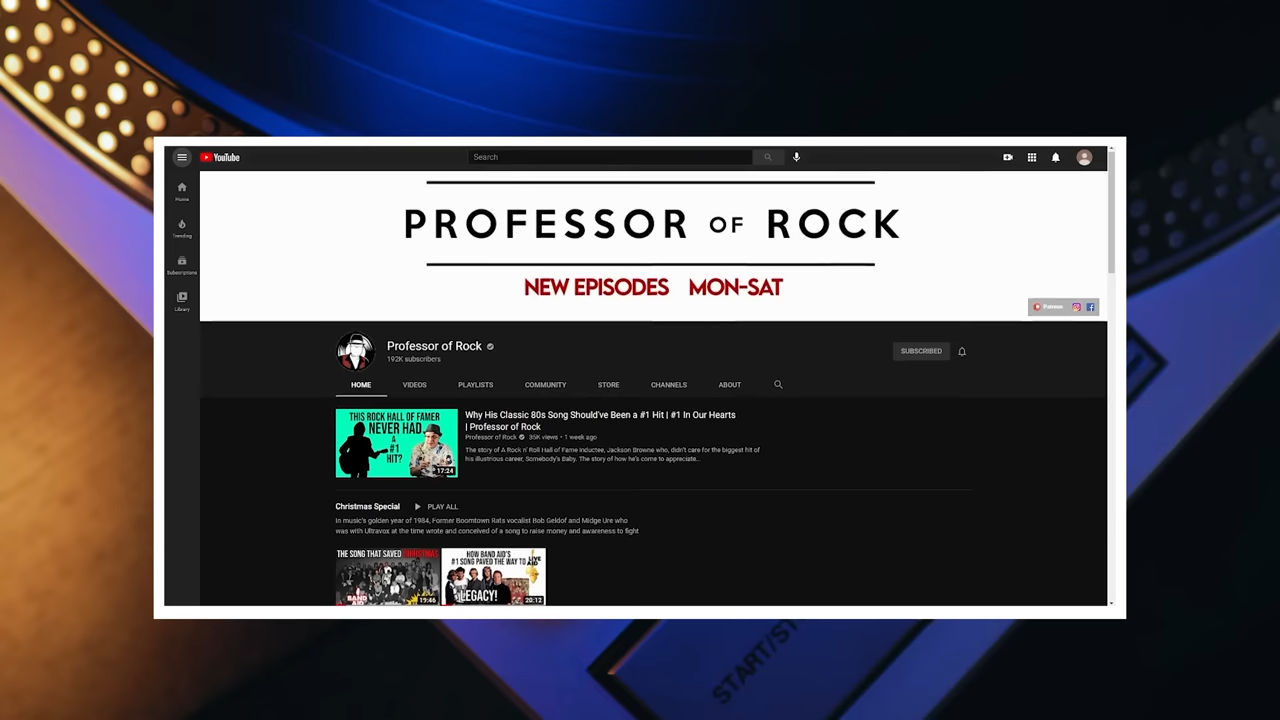 YouTube
Search
Home
Trending
Subscriptions
Library
PROFESSOR OF ROCK
NEW EPISODES MON-SAT
Patreon
Professor of Rock
192K subscribers
SUBSCRIBED
HOME VIDEOS PLAYLISTS COMMUNITY STORE CHANNELS ABOUT
THIS ROCK HALL OF FAMER
NEVER HAD...
A
#1
HIT?
17:24
Why His Classic 80s Song Should've Been a #1 Hit | #1 In Our Hearts
| Professor of Rock
Professor of Rock 35K views • 1 week ago
The story of A Rock n' Roll Hall of Fame inductee, Jackson Browne who, didn't care for the biggest hit of
his illustrious career, Somebody's Baby. The story of how he's come to appreciate...
Christmas Special PLAY ALL
In music's golden year of 1984, Former Boomtown Rats vocalist Bob Geldof and Midge Ure who
was with Ultravox at the time wrote and conceived of a song to raise money and awareness to fight
THE SONG THAT SAVED CHRISTMAS
BAND
AID
19:46
HOW BAND AID'S
#1 SONG PAVED THE WAY TO LIVE
AID
LEGACY!
20:12